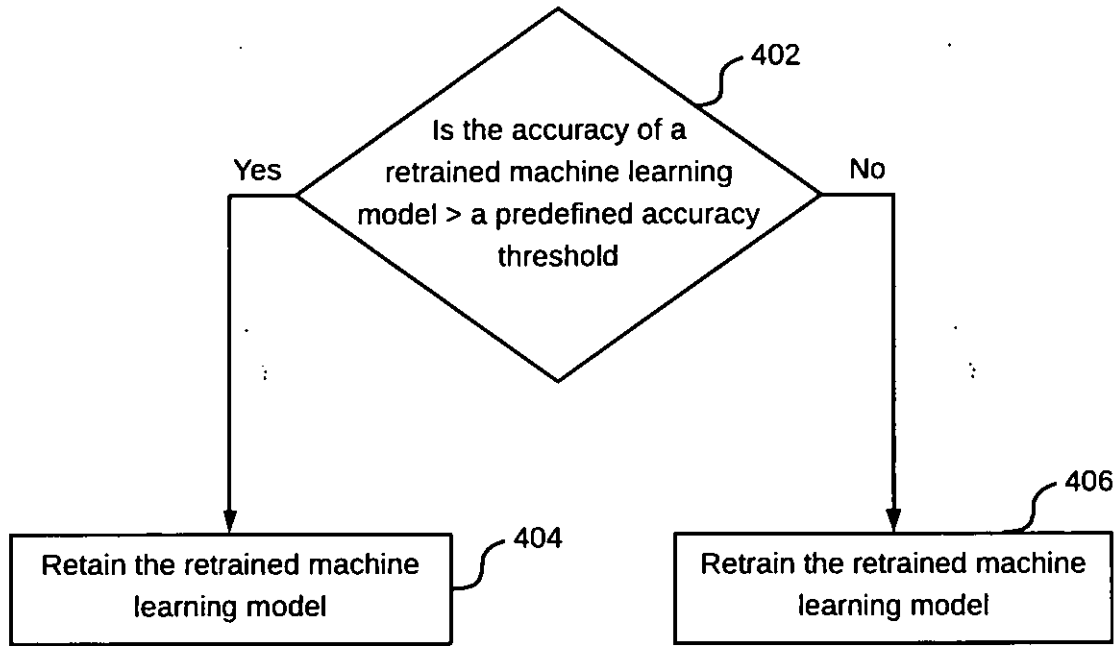 402
Is the accuracy of a
retrained machine learning
model > a predefined accuracy
threshold
Yes
No
404
Retain the retrained machine
learning model
406
Retrain the retrained machine
learning model